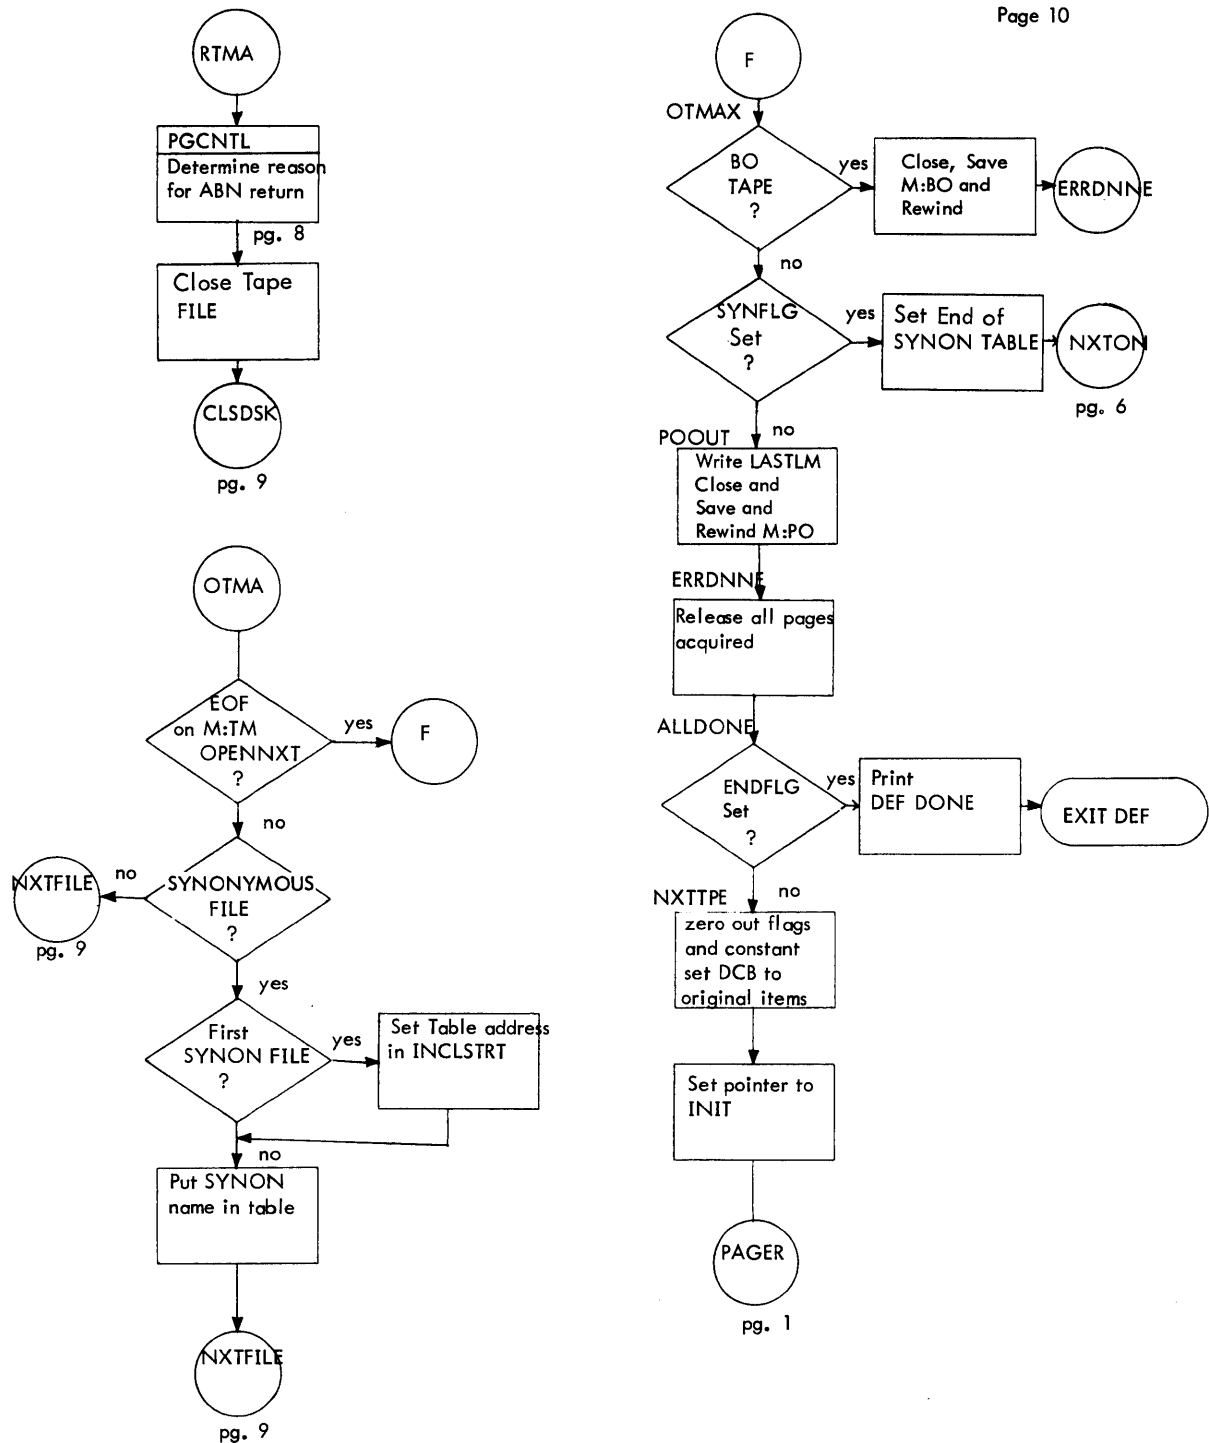 Page 10
RTMA
PGCNTL
Determine reason
for ABN return
pg. 8
Close Tape
FILE
CLSDSK
pg. 9
OTMA
EOF
on M:TM
OPENNXT
?
yes
F
no
SYNONYMOUS
FILE
?
no
NXTFILE
pg. 9
yes
First
SYNON FILE
?
yes
Set Table address
in INCLSTRT
no
Put SYNON
name in table
NXTFILE
pg. 9
F
OTMAX
BO
TAPE
?
yes
Close, Save
M:BO and
Rewind
ERRDNNE
no
SYNFLG
Set
?
yes
Set End of
SYNON TABLE
NXTON
pg. 6
no
POOUT
Write LASTLM
Close and
Save and
Rewind M:PO
ERRDNNE
Release all pages
acquired
ALLDONE
ENDFLG
Set
?
yes
Print
DEF DONE
EXIT DEF
no
NXTTPE
zero out flags
and constant
set DCB to
original items
Set pointer to
INIT
PAGER
pg. 1